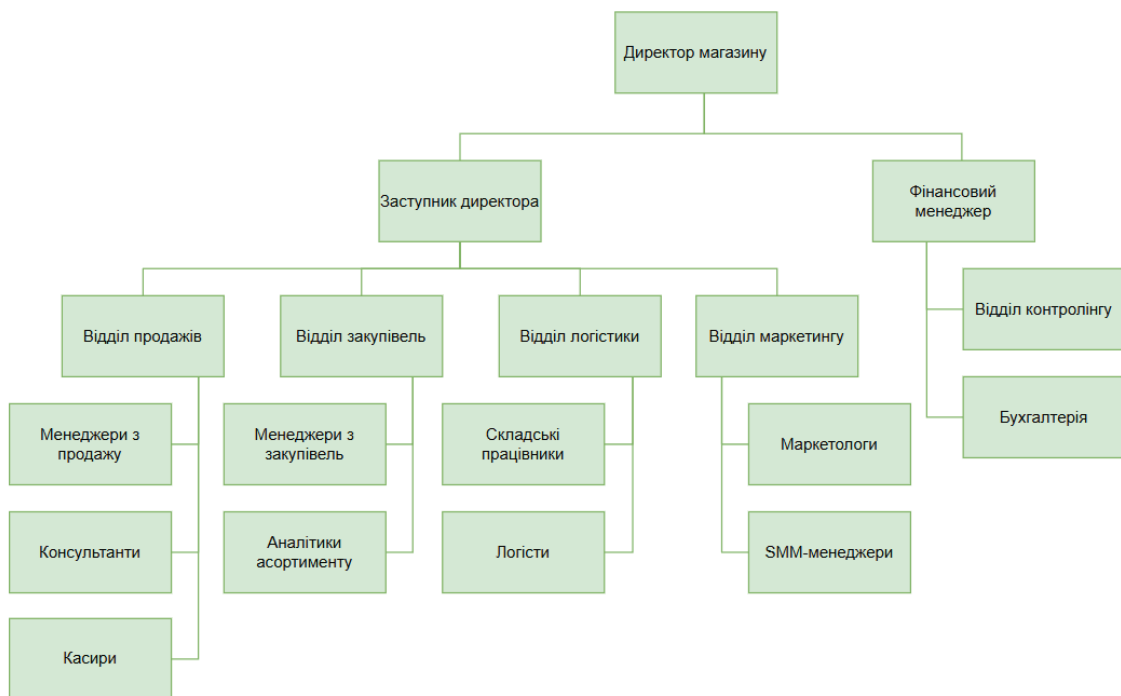 Директор магазину
Заступник директора
Фінансовий
менеджер
Відділ продажів
Відділ закупівель
Відділ логістики
Відділ маркетингу
Відділ контролінгу
Бухгалтерія
Менеджери з
продажу
Консультанти
Касири
Менеджери з
закупівель
Аналітики
асортименту
Складські
працівники
Логісти
Маркетологи
SMM-менеджери